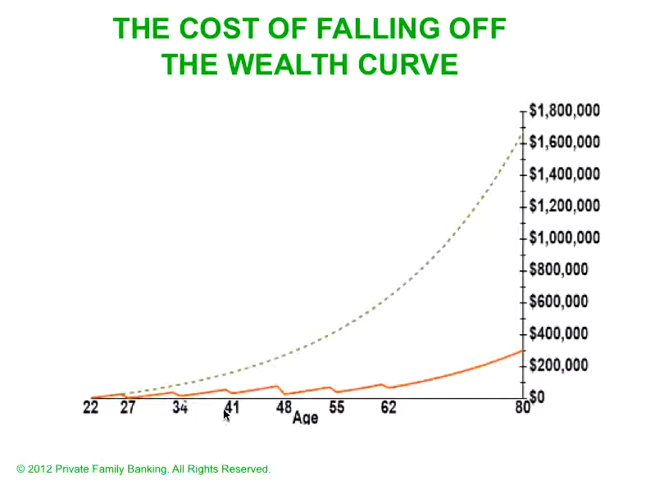 THE COST OF FALLING OFF
THE WEALTH CURVE
$1,800,000
$1,600,000
$1,400,000
$1,200,000
$1,000,000
$800,000
$600,000
$400,000
$200,000
$0
22 27 34 41 48 55 62 80
Age
© 2012 Private Family Banking. All Rights Reserved.